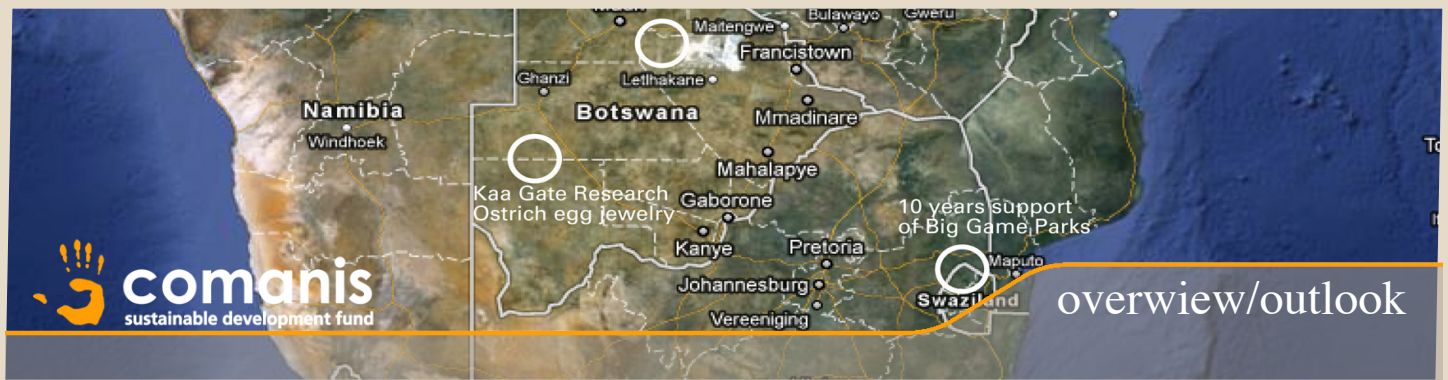 Maitengwe
Bulawayo
Gweru
Francistown
Ghanzi
Letlhakane
Namibia
Botswana
Mmadinare
Windhoek
Mahalapye
Kaa Gate Research
Ostrich egg jewelry
Gaborone
10 years support
of Big Game Parks
Kanye
Pretoria
Maputo
comanis
sustainable development fund
Johannesburg
Swaziland
overwiew/outlook
Vereeniging